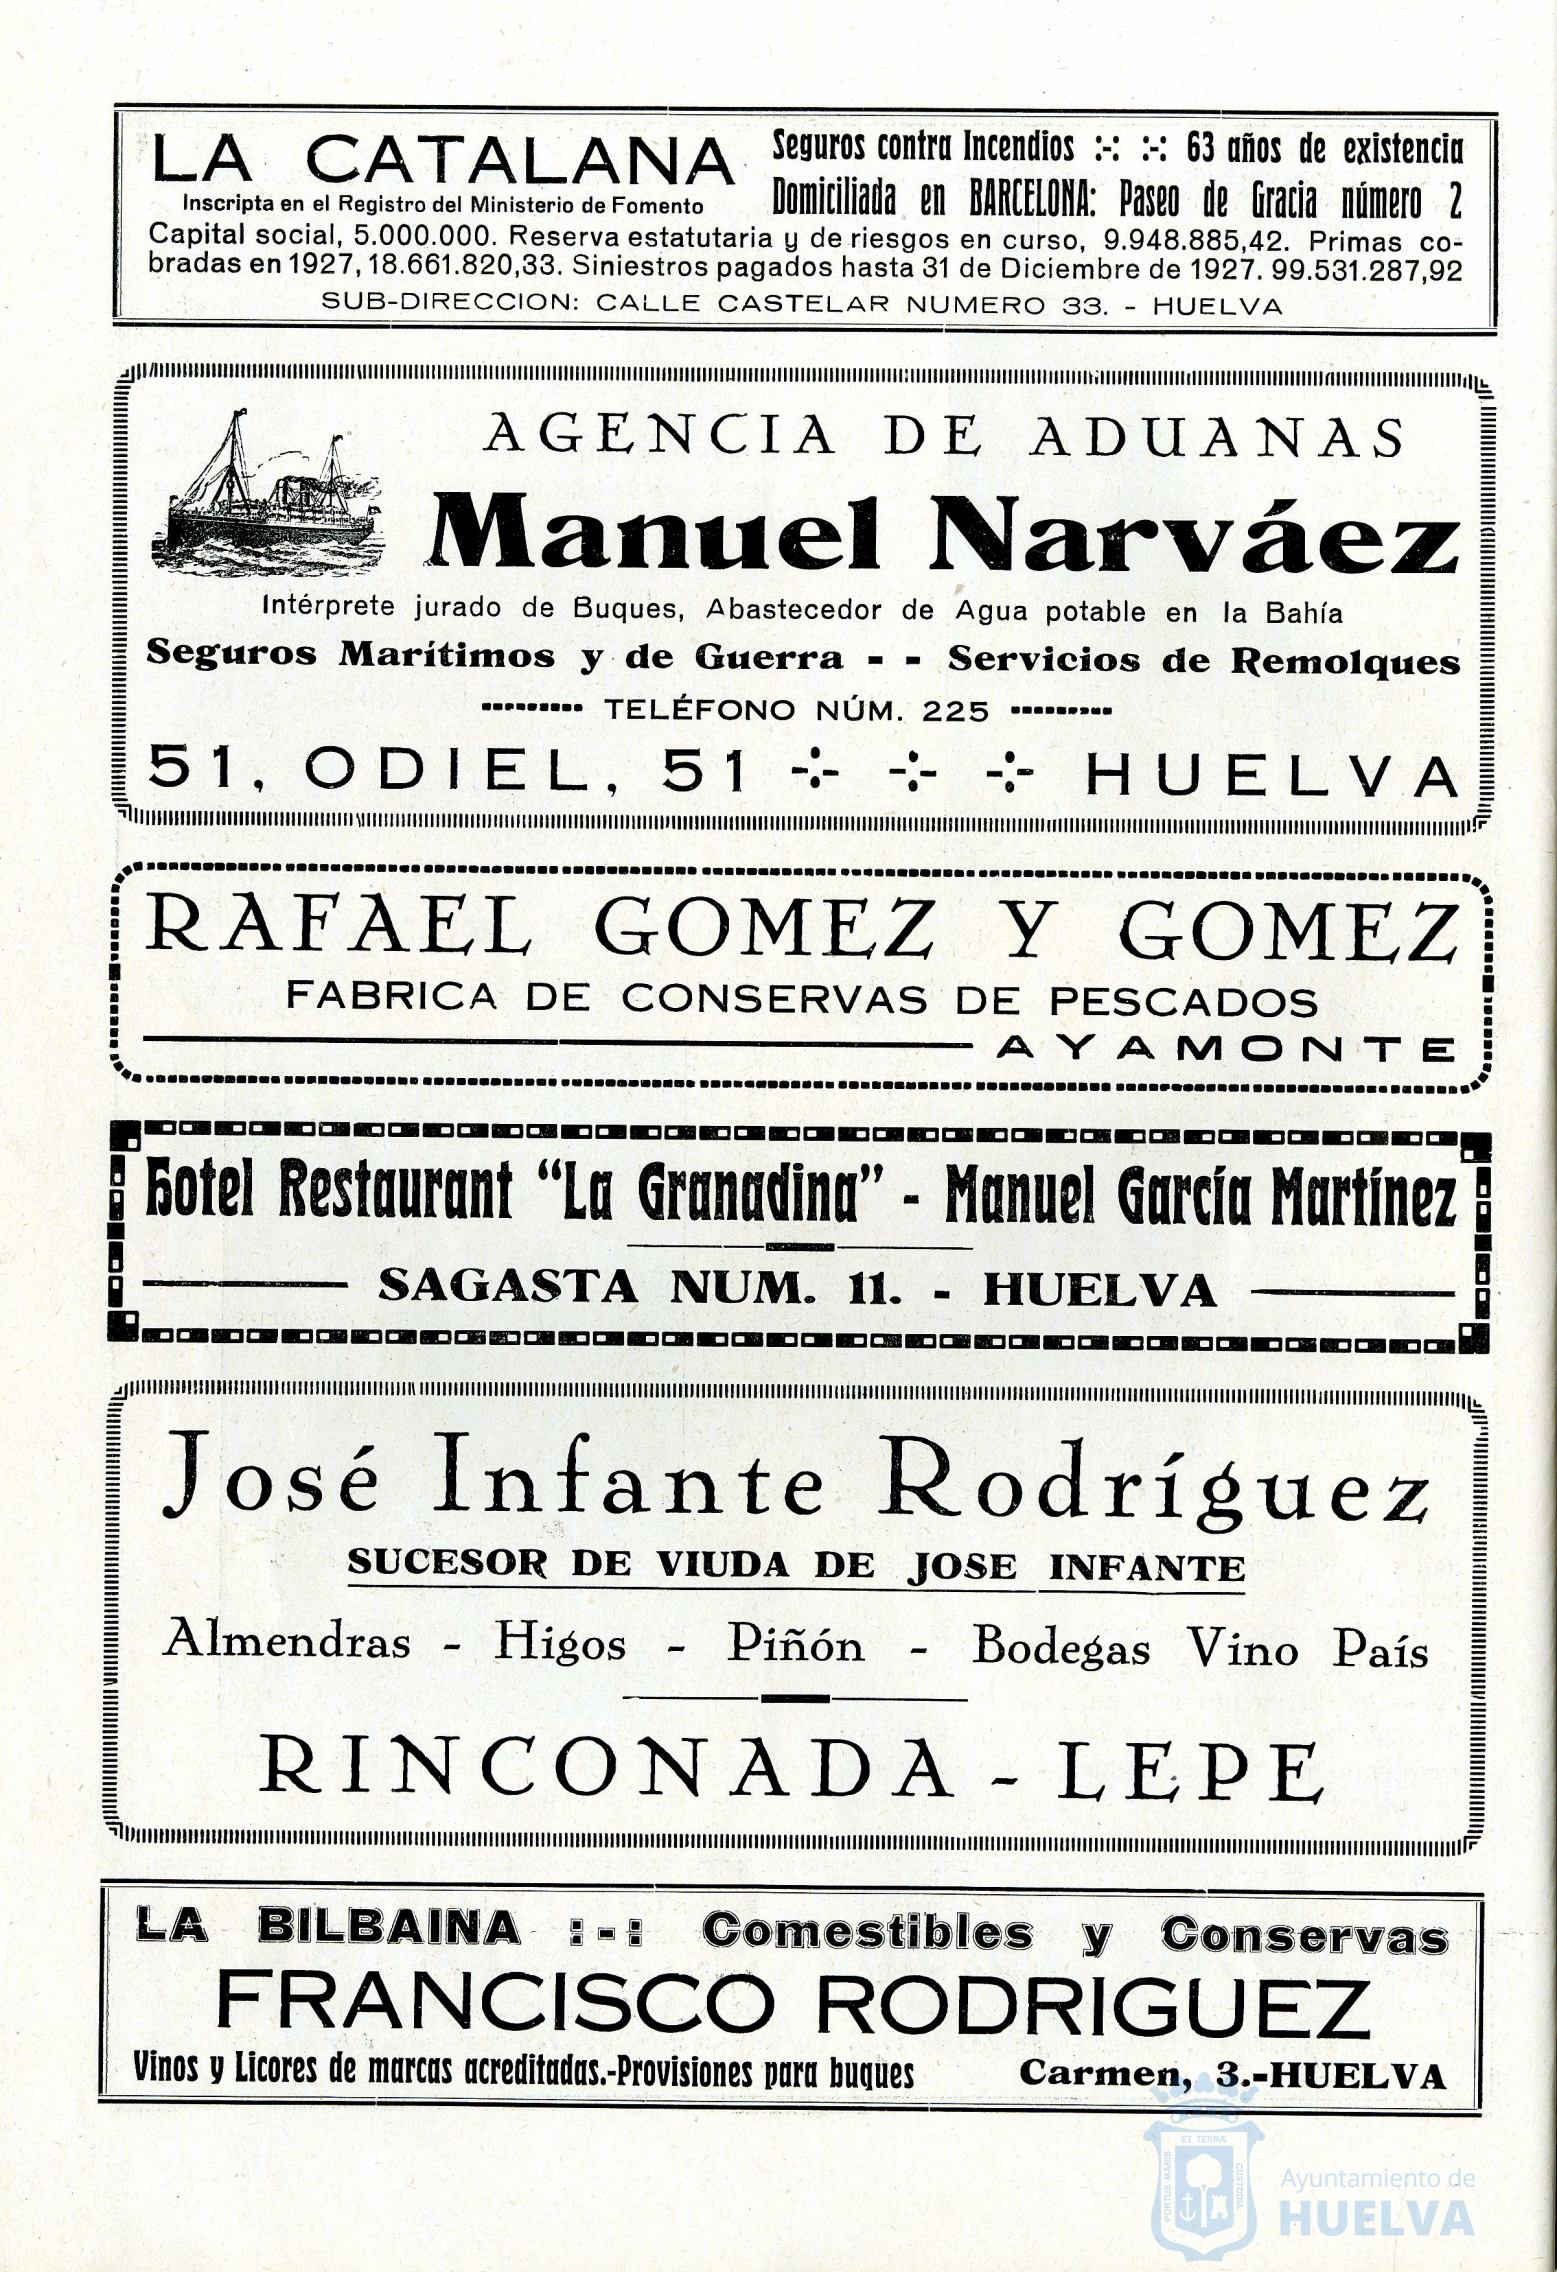 LA CATALANA
Inscripta en el Registro del Ministerio de Fomento
Seguros contra Incendios :-: :-: 63 años de existencia
Domiciliada en BARCELONA: Paseo de Gracia número 2
Capital social, 5.000.000. Reserva estatutaria y de riesgos en curso, 9.948.885,42. Primas co-
bradas en 1927, 18.661.820,33. Siniestros pagados hasta 31 de Diciembre de 1927. 99.531.287,92
SUB-DIRECCION: CALLE CASTELAR NUMERO 33. - HUELVA
AGENCIA DE ADUANAS
Manuel Narváez
Intérprete jurado de Buques, Abastecedor de Agua potable en la Bahía
Seguros Marítimos y de Guerra - - Servicios de Remolques
TELÉFONO NÚM. 225
51, ODIEL, 51 -:- -:- -:- HUELVA
RAFAEL GOMEZ Y GOMEZ
FABRICA DE CONSERVAS DE PESCADOS
AYAMONTE
Hotel Restaurant “La Granadina” - Manuel García Martínez
SAGASTA NUM. 11. - HUELVA
José Infante Rodríguez
SUCESOR DE VIUDA DE JOSE INFANTE
Almendras - Higos - Piñón - Bodegas Vino País
RINCONADA - LEPE
LA BILBAINA :-: Comestibles y Conservas
FRANCISCO RODRIGUEZ
Vinos y Licores de marcas acreditadas.-Provisiones para buques Carmen, 3.-HUELVA
PORTUS MARIS
ET TERRÆ
CUSTODIA
Ayuntamiento de
HUELVA